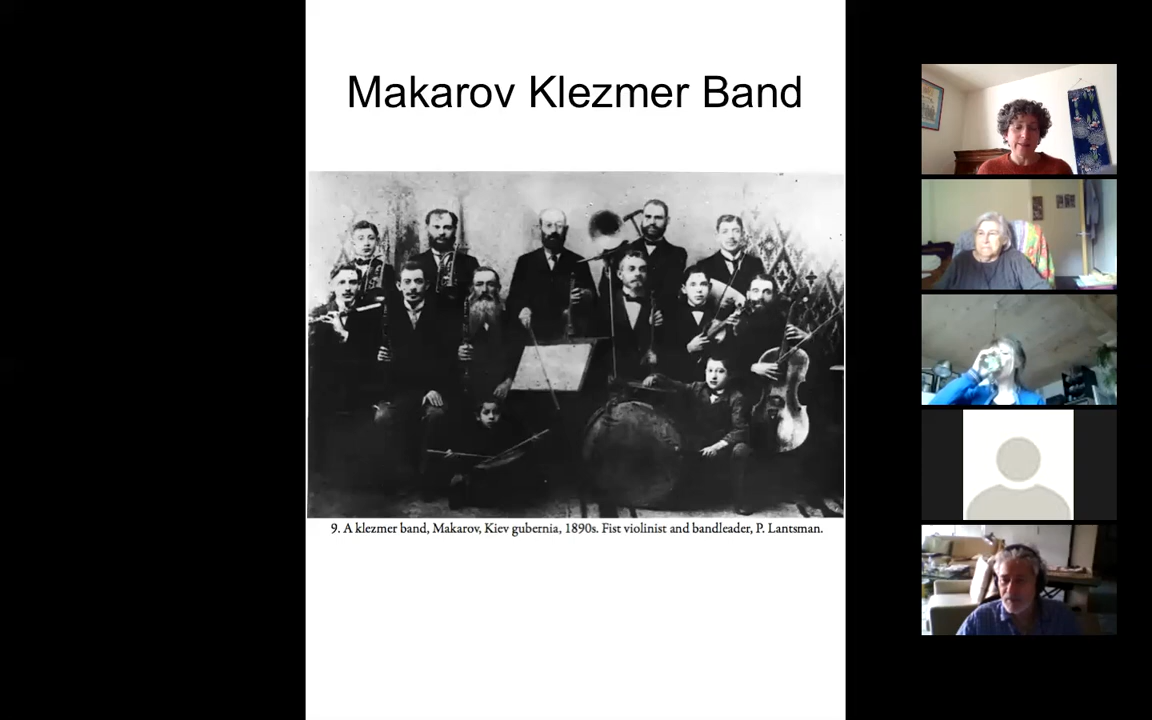 Makarov Klezmer Band
9. A klezmer band, Makarov, Kiev gubernia, 1890s. Fist violinist and bandleader, P. Lantsman.